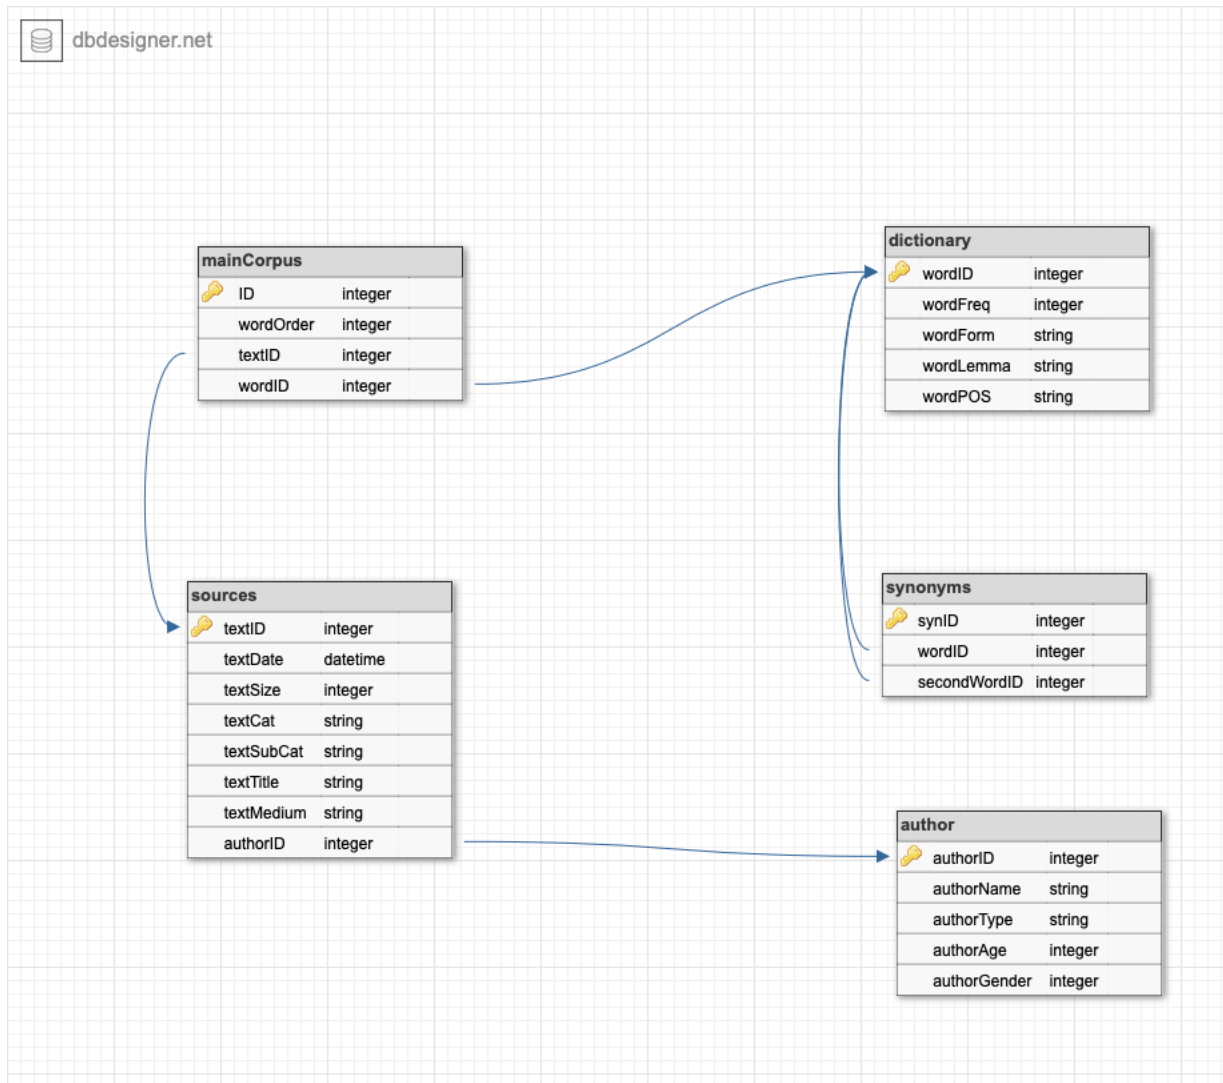 dbdesigner.net
mainCorpus
ID integer
wordOrder integer
textID integer
wordID integer
dictionary
wordID integer
wordFreq integer
wordForm string
wordLemma string
wordPOS string
sources
textID integer
textDate datetime
textSize integer
textCat string
textSubCat string
textTitle string
textMedium string
authorID integer
synonyms
synID integer
wordID integer
secondWordID integer
author
authorID integer
authorName string
authorType string
authorAge integer
authorGender integer